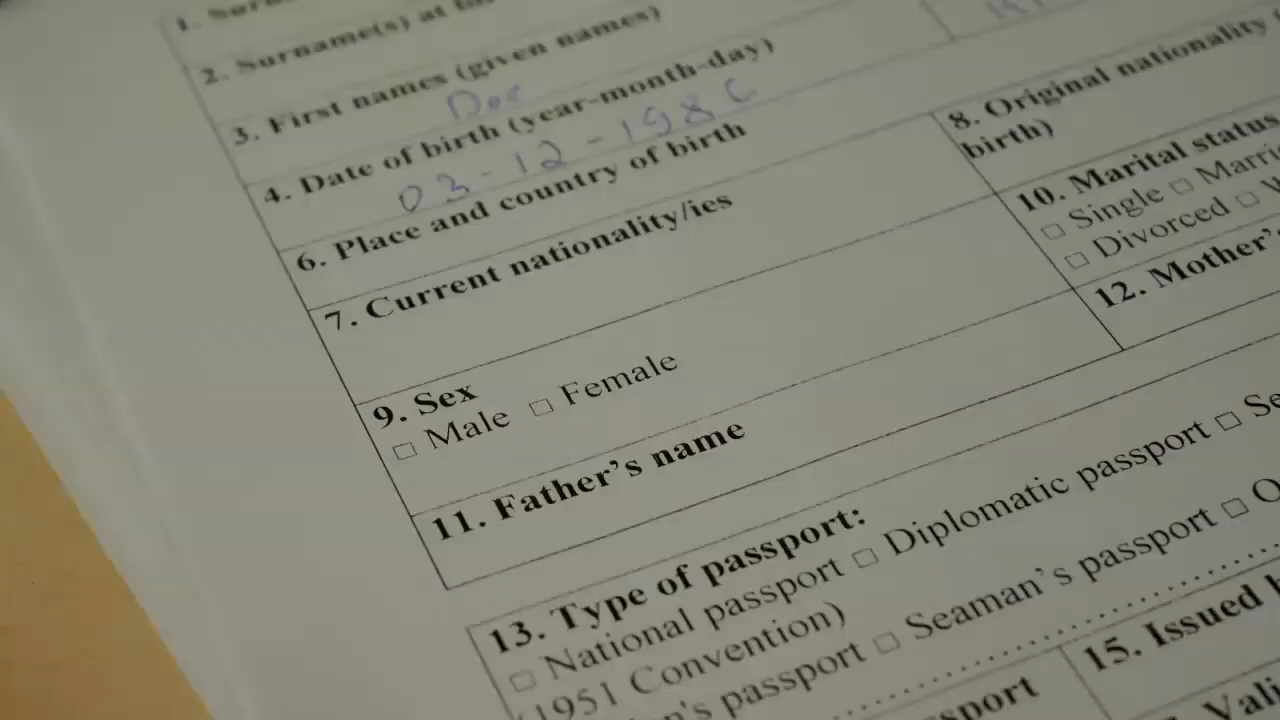 2. Surname(s) at
3. First names (given names)
Doe
4. Date of birth (year-month-day)
03-12-1986
6. Place and country of birth
7. Current nationality/ies
8. Original nationality
birth)
9. Sex
□ Male □ Female
10. Marital status
□ Single □
□ Divorced □
11. Father's name
12. Mother's
13. Type of passport:
□ National passport □ Diplomatic passport □
(1951 Convention)
passport □ Seaman's passport □
15. Issued